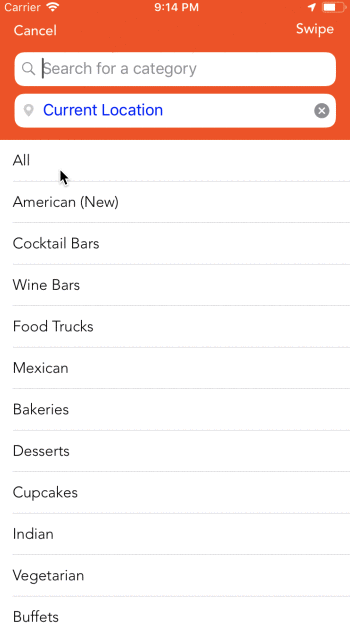 Carrier 9:14 PM
Cancel Swipe
Search for a category
Current Location
All
American (New)
Cocktail Bars
Wine Bars
Food Trucks
Mexican
Bakeries
Desserts
Cupcakes
Indian
Vegetarian
Buffets